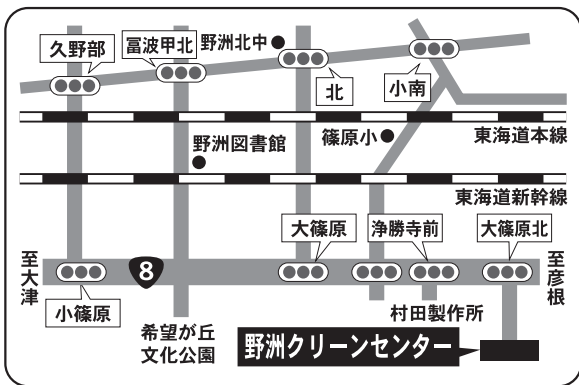 久野部
冨波甲北
野洲北中
北
小南
東海道本線
野洲図書館
篠原小
東海道新幹線
大篠原
浄勝寺前
大篠原北
至大津
8
至彦根
小篠原
村田製作所
希望が丘
文化公園
野洲クリーンセンター